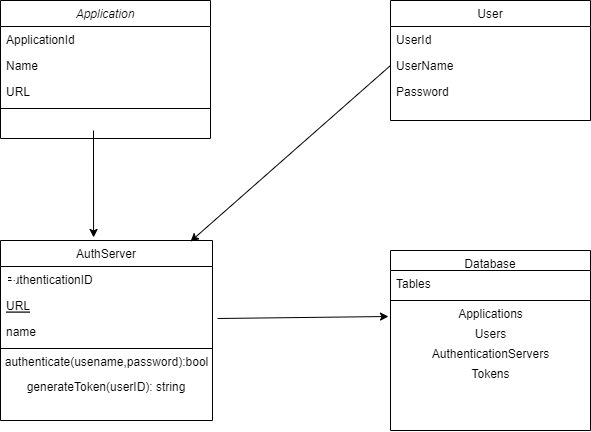 Application
ApplicationId
Name
URL
User
UserId
UserName
Password
AuthServer
uthenticationID
URL
name
authenticate(usename,password):bool
generateToken(userID): string
Database
Tables
Applications
Users
AuthenticationServers
Tokens